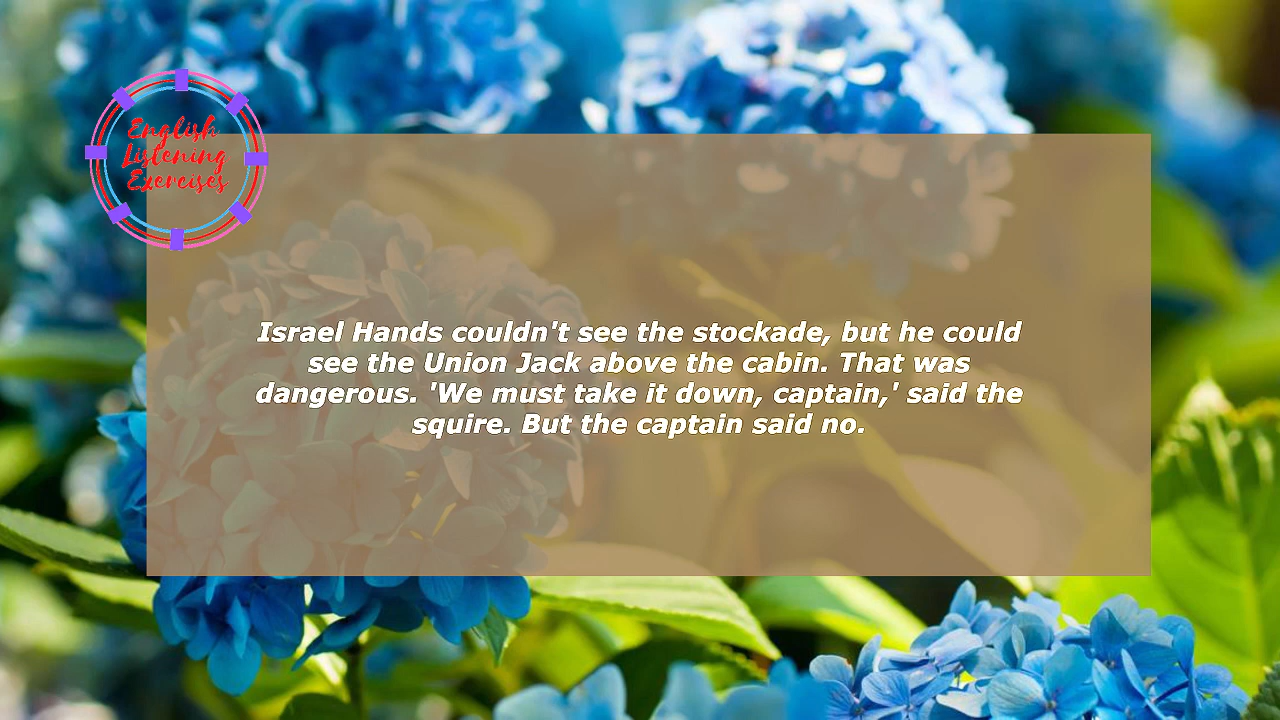 English
Listening
Exercises
Israel Hands couldn't see the stockade, but he could
see the Union Jack above the cabin. That was
dangerous. 'We must take it down, captain,' said the
squire. But the captain said no.